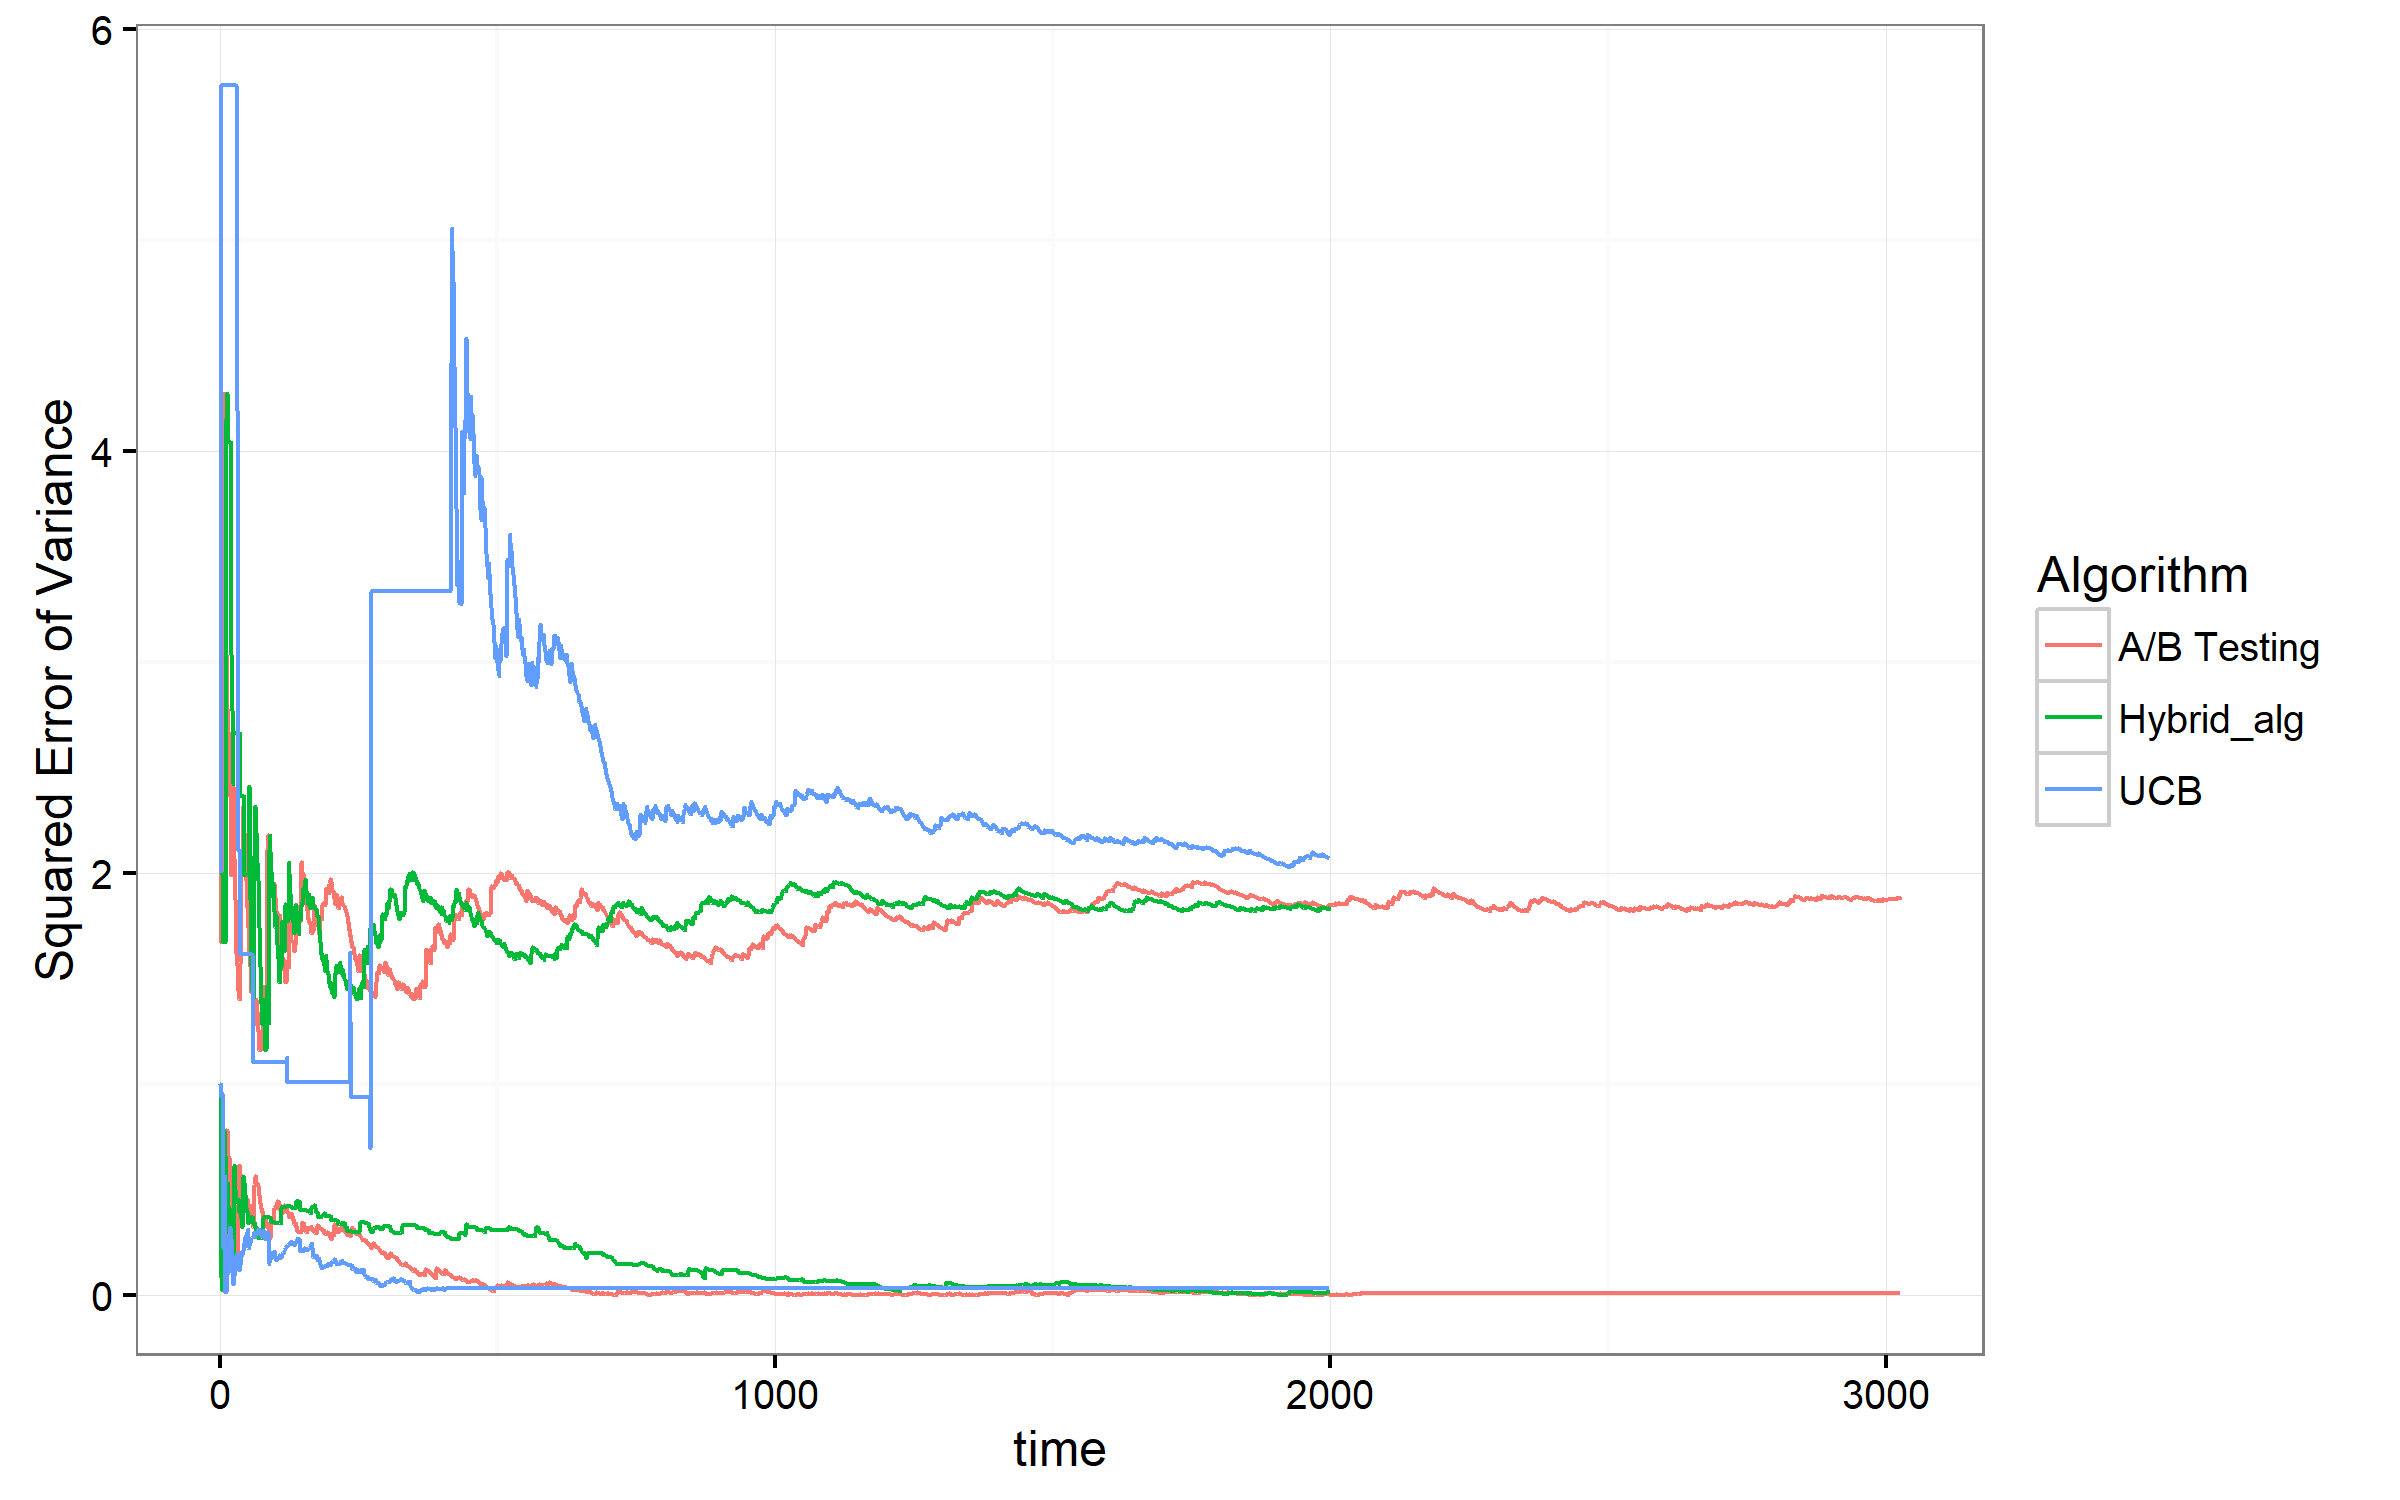 6
4
2
0
Squared Error of Variance
0 1000 2000 3000
time
Algorithm
A/B Testing
Hybrid_alg
UCB